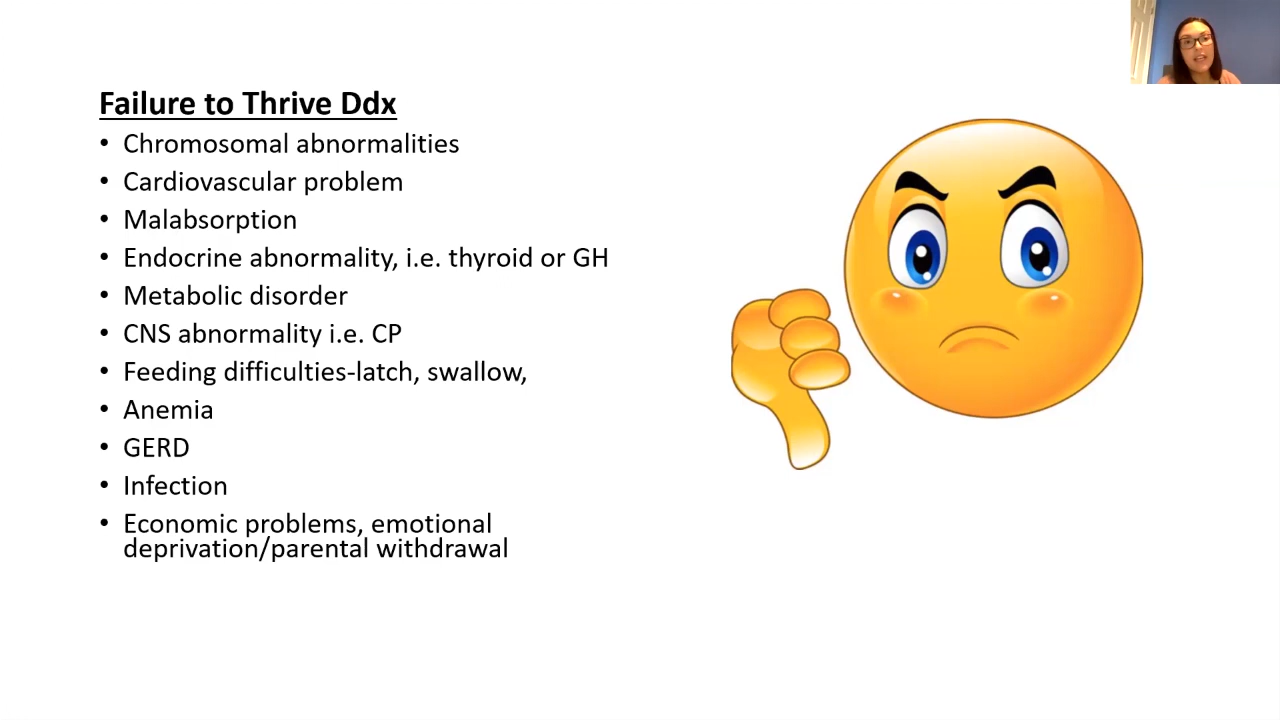 Failure to Thrive Ddx
• Chromosomal abnormalities
• Cardiovascular problem
• Malabsorption
• Endocrine abnormality, i.e. thyroid or GH
• Metabolic disorder
• CNS abnormality i.e. CP
• Feeding difficulties-latch, swallow,
• Anemia
• GERD
• Infection
• Economic problems, emotional
deprivation/parental withdrawal